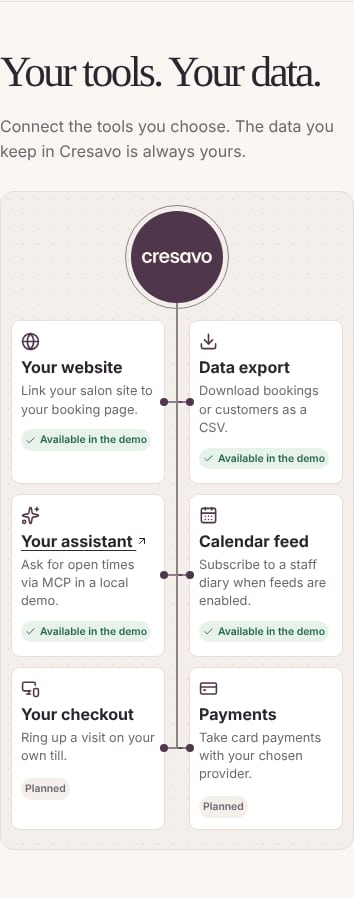 Your tools. Your data.
Connect the tools you choose. The data you
keep in Cresavo is always yours.
cresavo
Your website
Link your salon site to
your booking page.
Available in the demo
Data export
Download bookings
or customers as a
CSV.
Available in the demo
Your assistant
Ask for open times
via MCP in a local
demo.
Available in the demo
Calendar feed
Subscribe to a staff
diary when feeds are
enabled.
Available in the demo
Your checkout
Ring up a visit on your
own till.
Planned
Payments
Take card payments
with your chosen
provider.
Planned